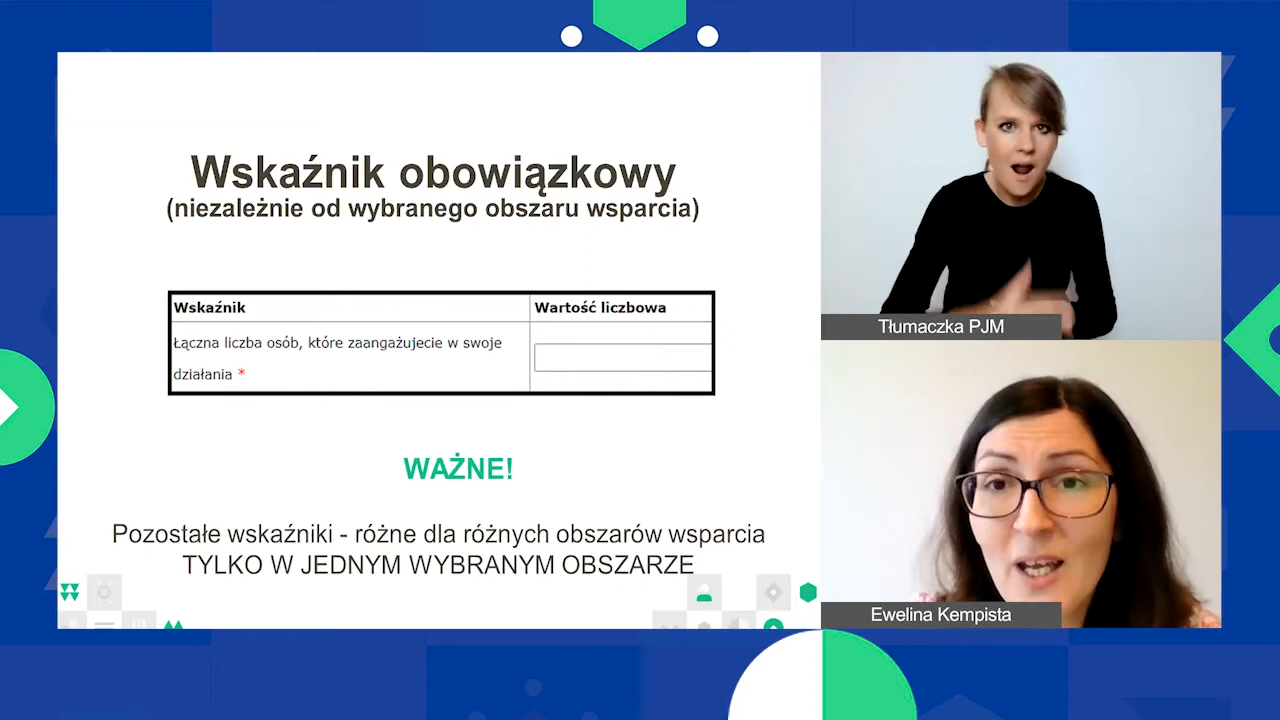 Wskaźnik obowiązkowy
(niezależnie od wybranego obszaru wsparcia)
Wskaźnik
Wartość liczbowa
Łączna liczba osób, które zaangażujecie w swoje
działania *
WAŻNE!
Pozostałe wskaźniki - różne dla różnych obszarów wsparcia
TYLKO W JEDNYM WYBRANYM OBSZARZE
Tłumaczka PJM
Ewelina Kempista